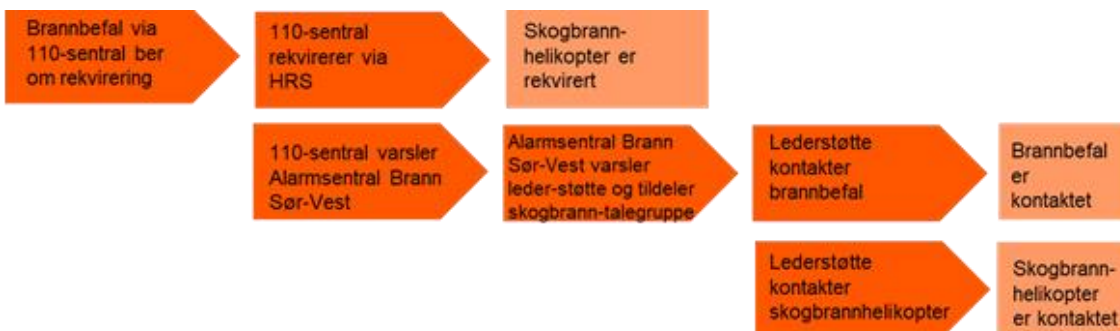 Brannbefal via
110-sentral ber
om rekvirering
110-sentral
rekvirerer via
HRS
Skogbrann-
helikopter er
rekvirert
110-sentral varsler
Alarmsentral Brann
Sør-Vest
Alarmsentral Brann
Sør-Vest varsler
leder-støtte og tildeler
skogbrann-talegruppe
Lederstøtte
kontakter
brannbefal
Brannbefal
er
kontaktet
Lederstøtte
kontakter
skogbrannhelikopter
Skogbrann-
helikopter
er kontaktet